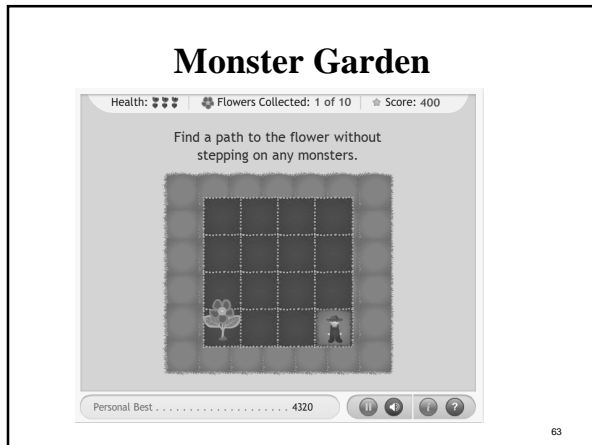 Monster Garden
Health: Flowers Collected: 1 of 10 Score: 400
Find a path to the flower without
stepping on any monsters.
Personal Best . . . . . . . . . . . . . . . . . . . . . 4320
i ?
63